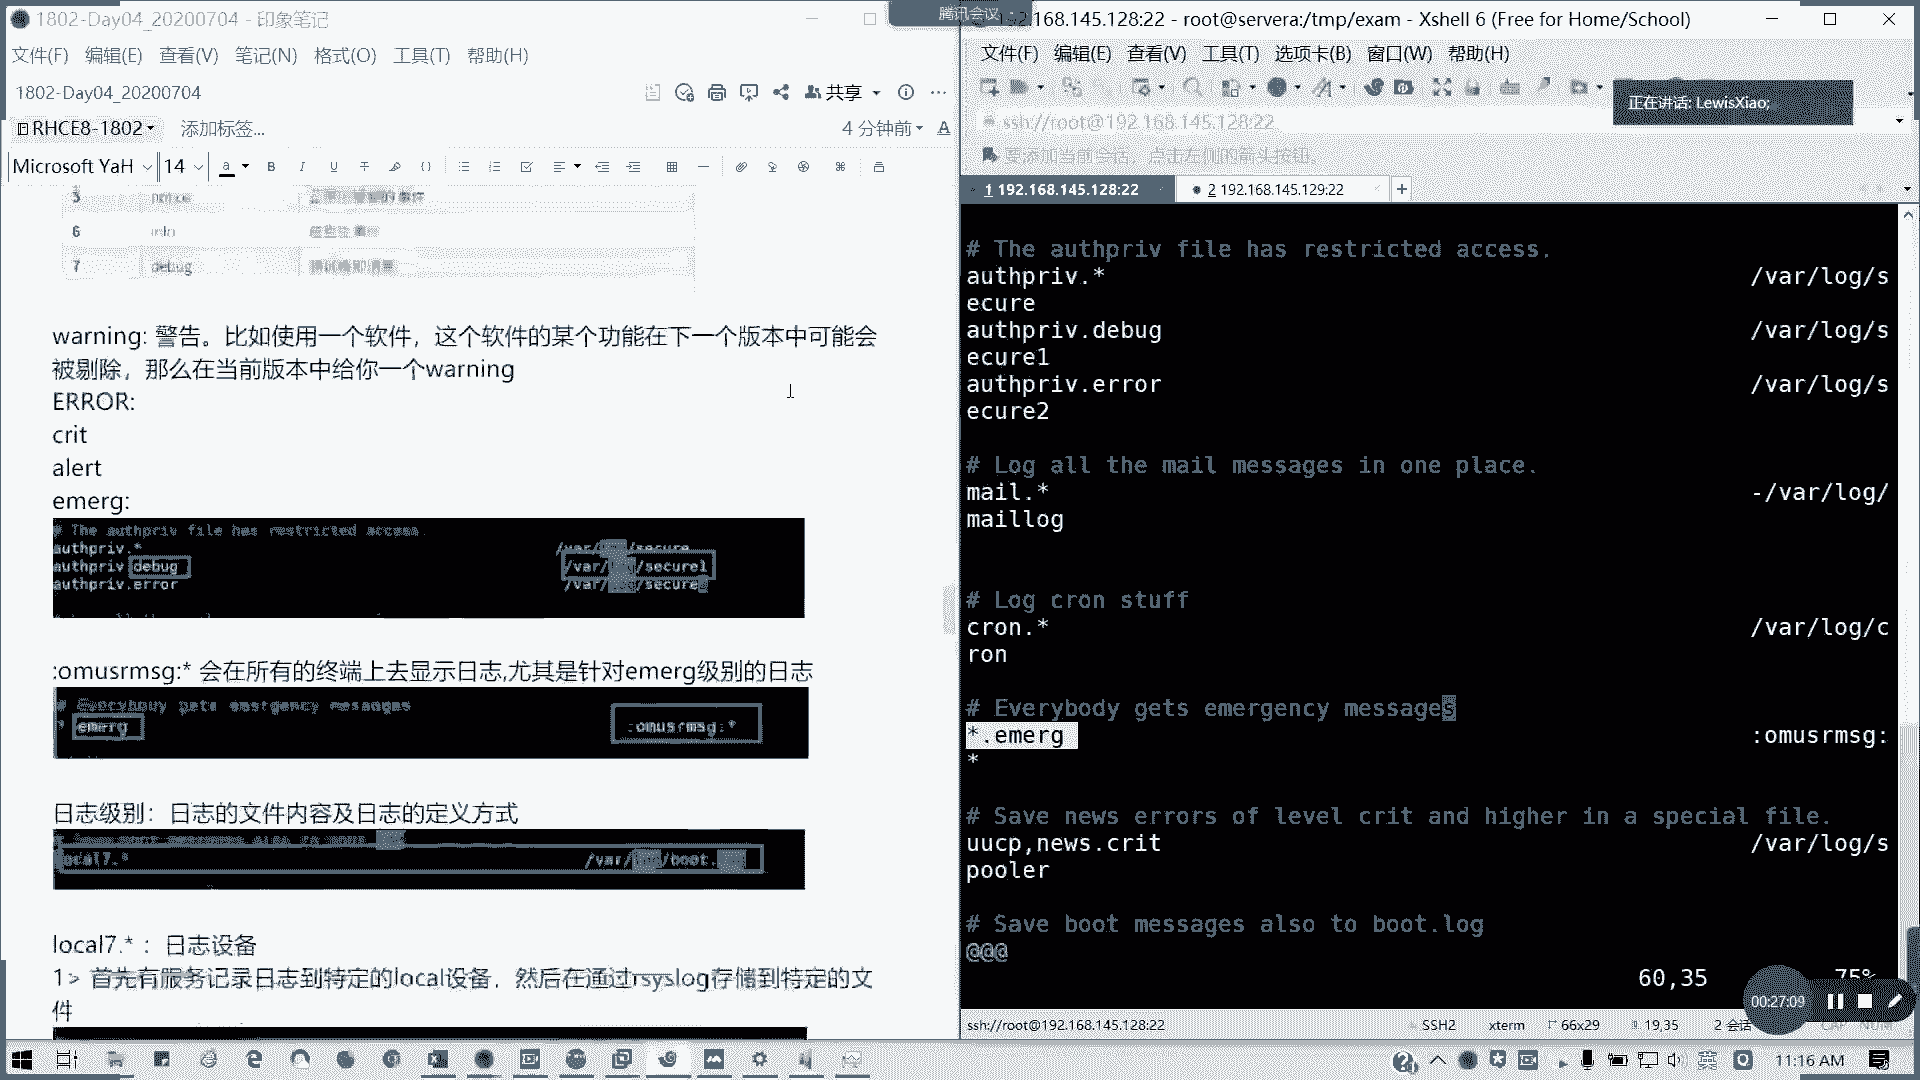 1802-Day04_20200704 - 印象笔记
文件(F) 编辑(E) 查看(V) 笔记(N) 格式(O) 工具(T) 帮助(H)
1802-Day04_20200704
共享
RHCE8-1802
添加标签...
4 分钟前
Microsoft YaH 14
5 notice
6 info
7 debug
warning: 警告。比如使用一个软件，这个软件的某个功能在下一个版本中可能会
被剔除，那么在当前版本中给你一个warning
ERROR:
crit
alert
emerg:
# The authpriv file has restricted access.
authpriv.* /var/log/secure
authpriv.debug /var/log/secure1
authpriv.error /var/log/secure2
:omusrmsg:* 会在所有的终端上去显示日志,尤其是针对emerg级别的日志
# Everybody gets emergency messages
*.emerg :omusrmsg:*
日志级别：日志的文件内容及日志的定义方式
# Save boot messages also to boot.log
local7.* /var/log/boot.log
local7.* ：日志设备
1> 首先有服务记录日志到特定的local设备，然后在通过rsyslog存储到特定的文
件
腾讯会议
.168.145.128:22 - root@servera:/tmp/exam - Xshell 6 (Free for Home/School)
文件(F) 编辑(E) 查看(V) 工具(T) 选项卡(B) 窗口(W) 帮助(H)
正在讲话: LewisXiao;
ssh://root@192.168.145.128:22
要添加当前会话，点击左侧的箭头按钮。
1 192.168.145.128:22
2 192.168.145.129:22
# The authpriv file has restricted access.
authpriv.* /var/log/s
ecure
authpriv.debug /var/log/s
ecure1
authpriv.error /var/log/s
ecure2
# Log all the mail messages in one place.
mail.* -/var/log/
maillog
# Log cron stuff
cron.* /var/log/c
ron
# Everybody gets emergency messages
*.emerg :omusrmsg:
*
# Save news errors of level crit and higher in a special file.
uucp,news.crit /var/log/s
pooler
# Save boot messages also to boot.log
@@@
60,35 75%
00:27:09
ssh://root@192.168.145.128:22 SSH2 xterm 66x29 19,35 2 会话 CAP NUM
英
11:16 AM